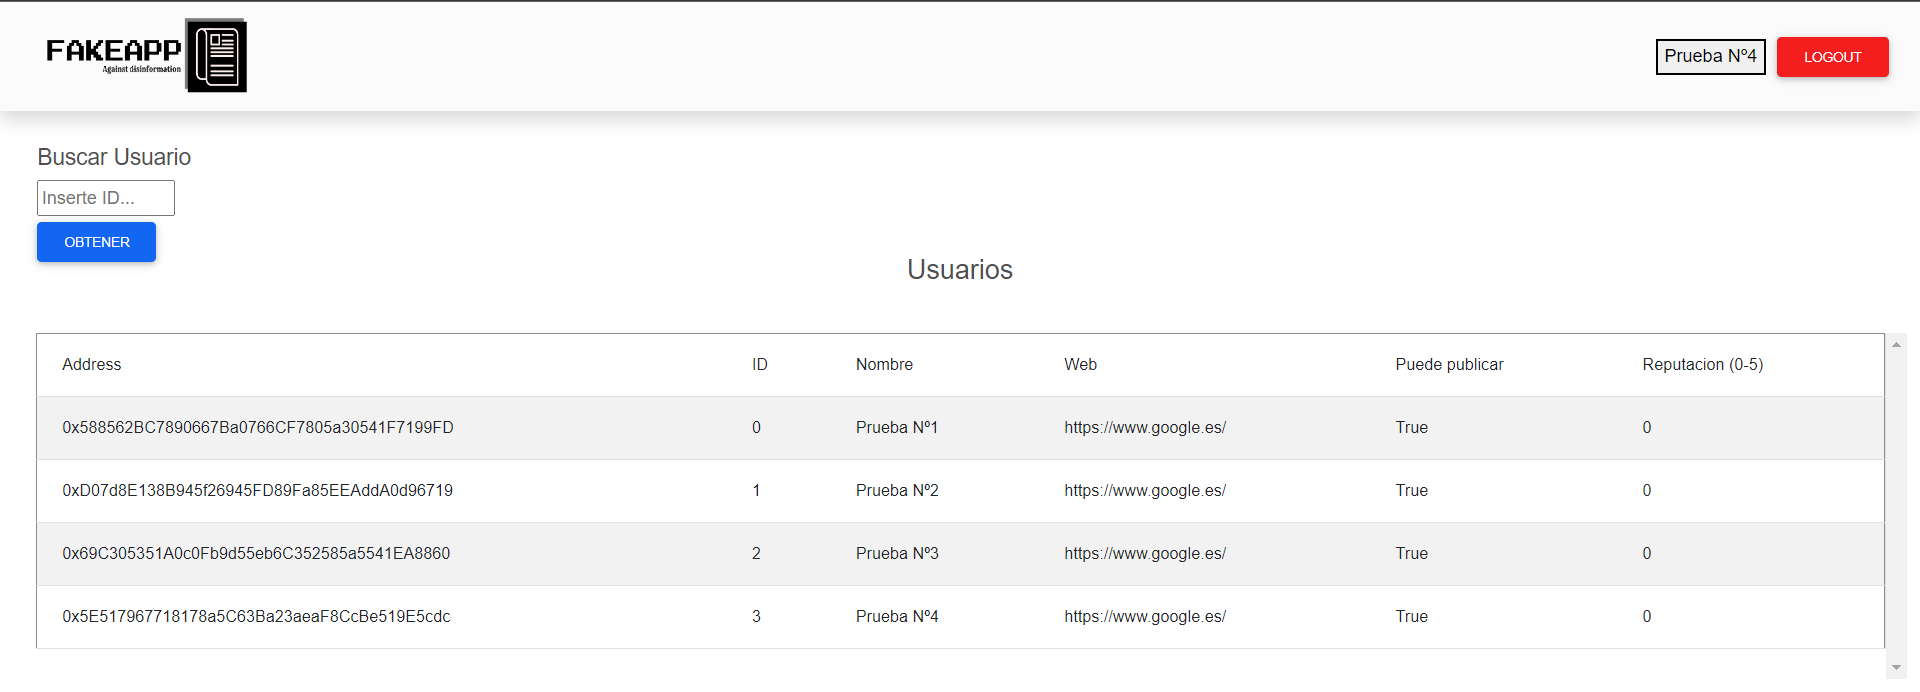 FAKEAPP
Against disinformation
Prueba Nº4
LOGOUT
Buscar Usuario
Inserte ID...
OBTENER
Usuarios
Address ID Nombre Web Puede publicar Reputacion (0-5)
0x588562BC7890667Ba0766CF7805a30541F7199FD 0 Prueba Nº1 https://www.google.es/ True 0
0xD07d8E138B945f26945FD89Fa85EEAddA0d96719 1 Prueba Nº2 https://www.google.es/ True 0
0x69C305351A0c0Fb9d55eb6C352585a5541EA8860 2 Prueba Nº3 https://www.google.es/ True 0
0x5E517967718178a5C63Ba23aeaF8CcBe519E5cdc 3 Prueba Nº4 https://www.google.es/ True 0